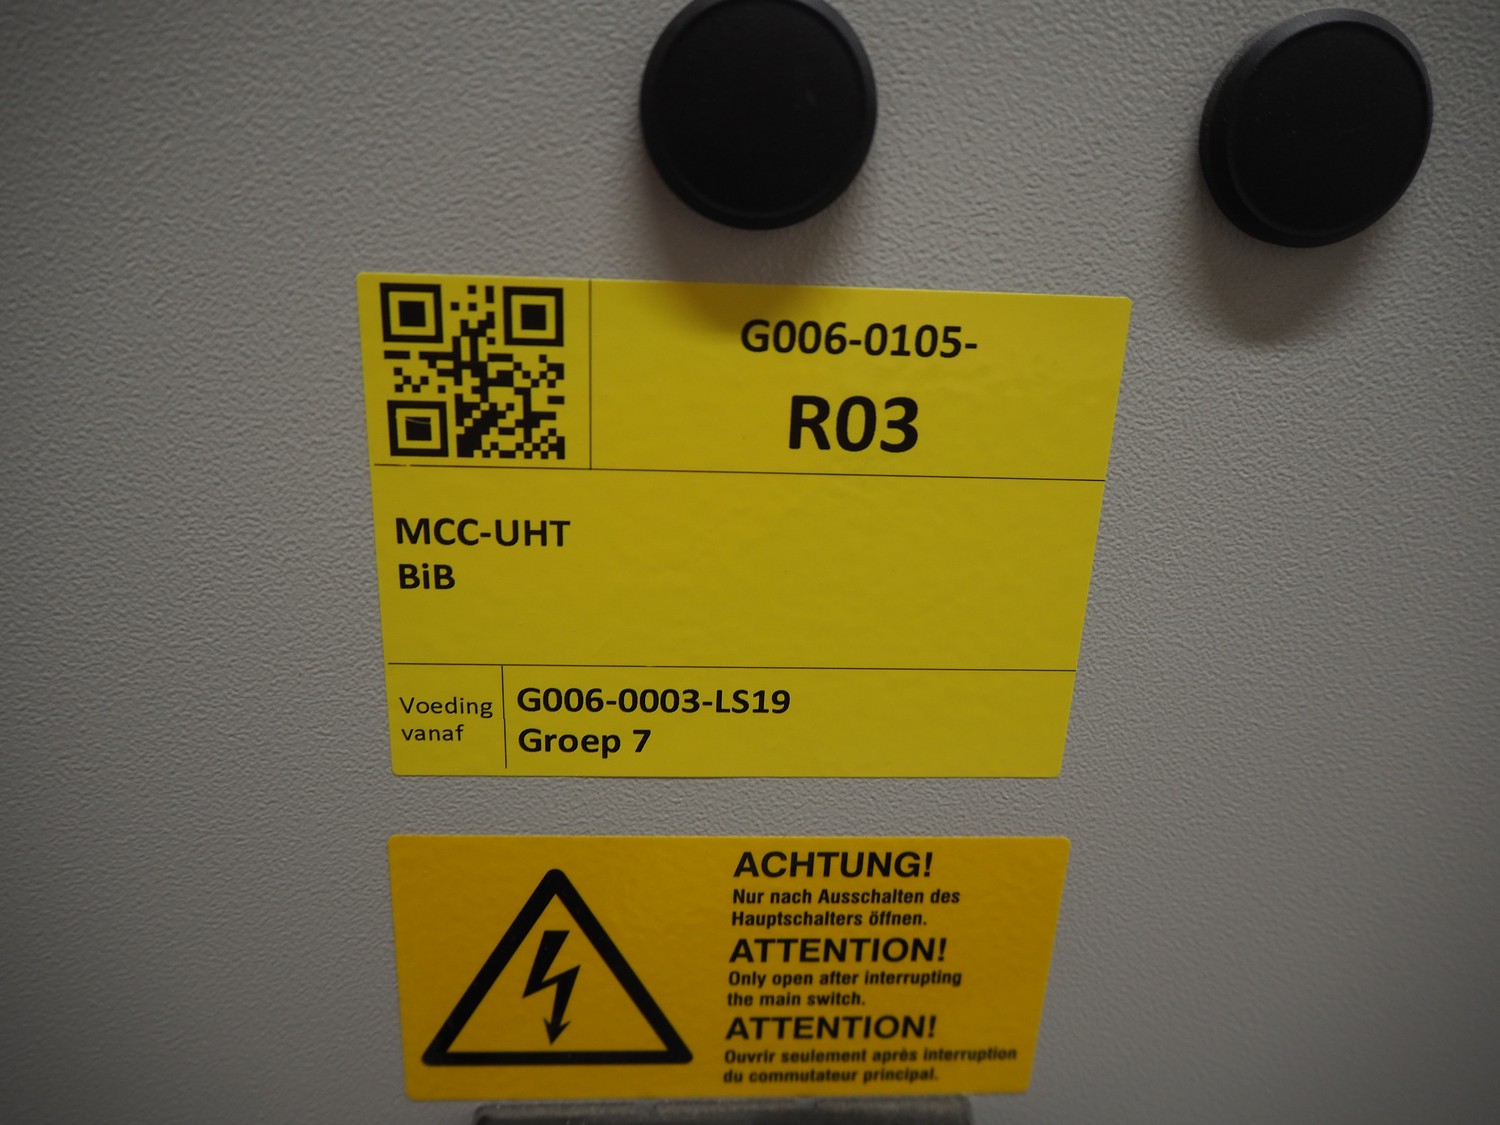 G006-0105-
R03
MCC-UHT
BiB
Voeding
vanaf
G006-0003-LS19
Groep 7
ACHTUNG!
Nur nach Ausschalten des
Hauptschalters öffnen.
ATTENTION!
Only open after interrupting
the main switch.
ATTENTION!
Ouvrir seulement après interruption
du commutateur principal.